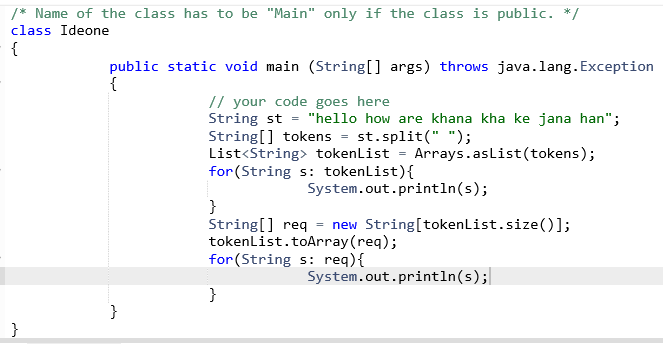 /* Name of the class has to be "Main" only if the class is public. */
class Ideone
{
public static void main (String[] args) throws java.lang.Exception
{
// your code goes here
String st = "hello how are khana kha ke jana han";
String[] tokens = st.split(" ");
List<String> tokenList = Arrays.asList(tokens);
for(String s: tokenList){
System.out.println(s);
}
String[] req = new String[tokenList.size()];
tokenList.toArray(req);
for(String s: req){
System.out.println(s);
}
}
}